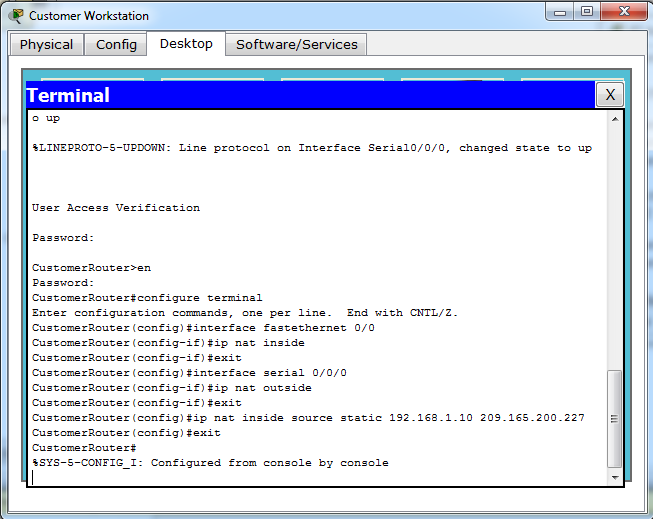 Customer Workstation
Physical Config Desktop Software/Services
Terminal X
o up
%LINEPROTO-5-UPDOWN: Line protocol on Interface Serial0/0/0, changed state to up
User Access Verification
Password:
CustomerRouter>en
Password:
CustomerRouter#configure terminal
Enter configuration commands, one per line.  End with CNTL/Z.
CustomerRouter(config)#interface fastethernet 0/0
CustomerRouter(config-if)#ip nat inside
CustomerRouter(config-if)#exit
CustomerRouter(config)#interface serial 0/0/0
CustomerRouter(config-if)#ip nat outside
CustomerRouter(config-if)#exit
CustomerRouter(config)#ip nat inside source static 192.168.1.10 209.165.200.227
CustomerRouter(config)#exit
CustomerRouter#
%SYS-5-CONFIG_I: Configured from console by console